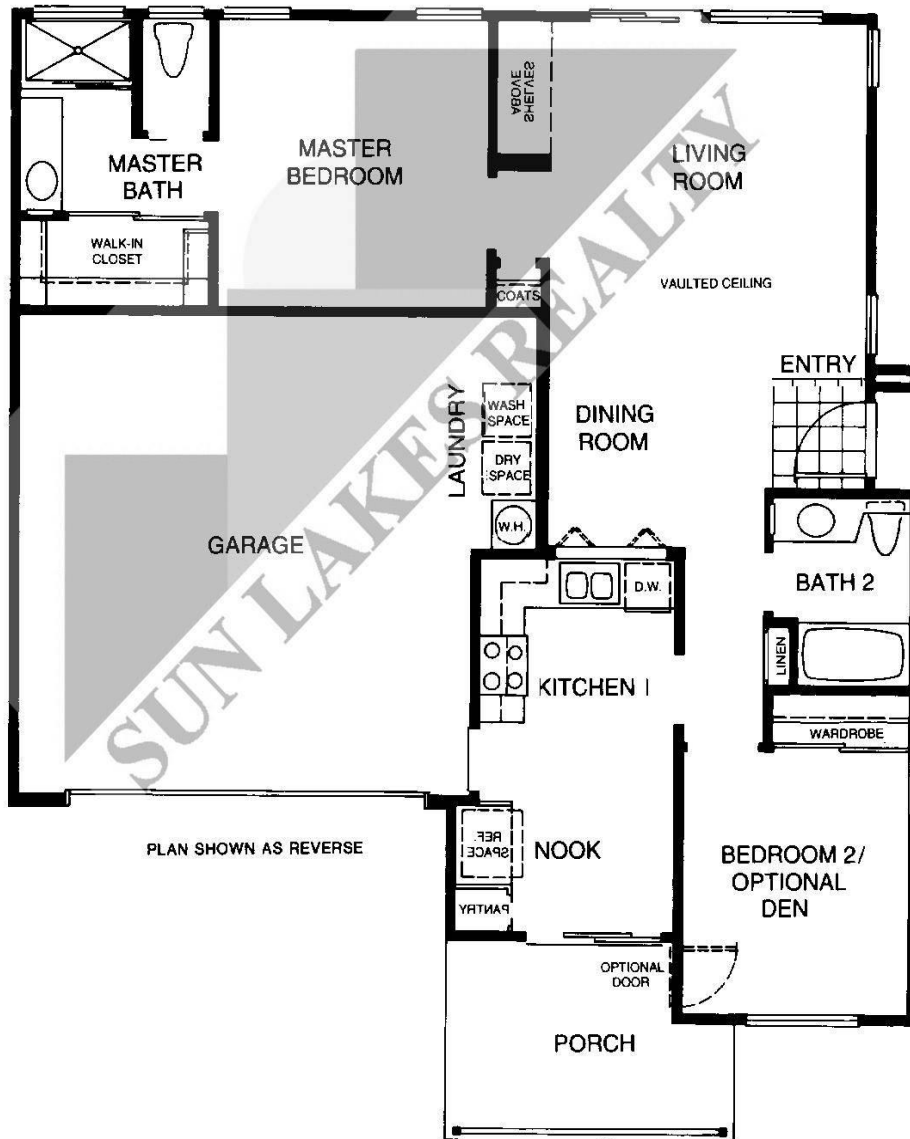 SHELVES
ABOVE
MASTER
BATH
MASTER
BEDROOM
LIVING
ROOM
WALK-IN
CLOSET
COATS
VAULTED CEILING
ENTRY
LAUNDRY
WASH
SPACE
DRY
SPACE
W.H.
DINING
ROOM
GARAGE
D.W.
BATH 2
LINEN
KITCHEN
WARDROBE
PLAN SHOWN AS REVERSE
REF.
SPACE
NOOK
BEDROOM 2/
OPTIONAL
DEN
PANTRY
OPTIONAL
DOOR
PORCH
SUN LAKES REALTY